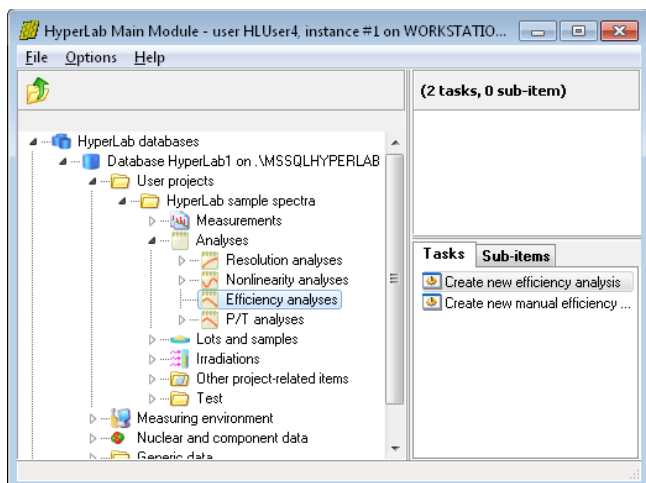 HyperLab Main Module - user HLUser4, instance #1 on WORKSTATIO...
File Options Help
(2 tasks, 0 sub-item)
HyperLab databases
Database HyperLab1 on .\MSSQLHYPERLAB
User projects
HyperLab sample spectra
Measurements
Analyses
Resolution analyses
Nonlinearity analyses
Efficiency analyses
P/T analyses
Lots and samples
Irradiations
Other project-related items
Test
Measuring environment
Nuclear and component data
Generic data
Tasks Sub-items
Create new efficiency analysis
Create new manual efficiency ...